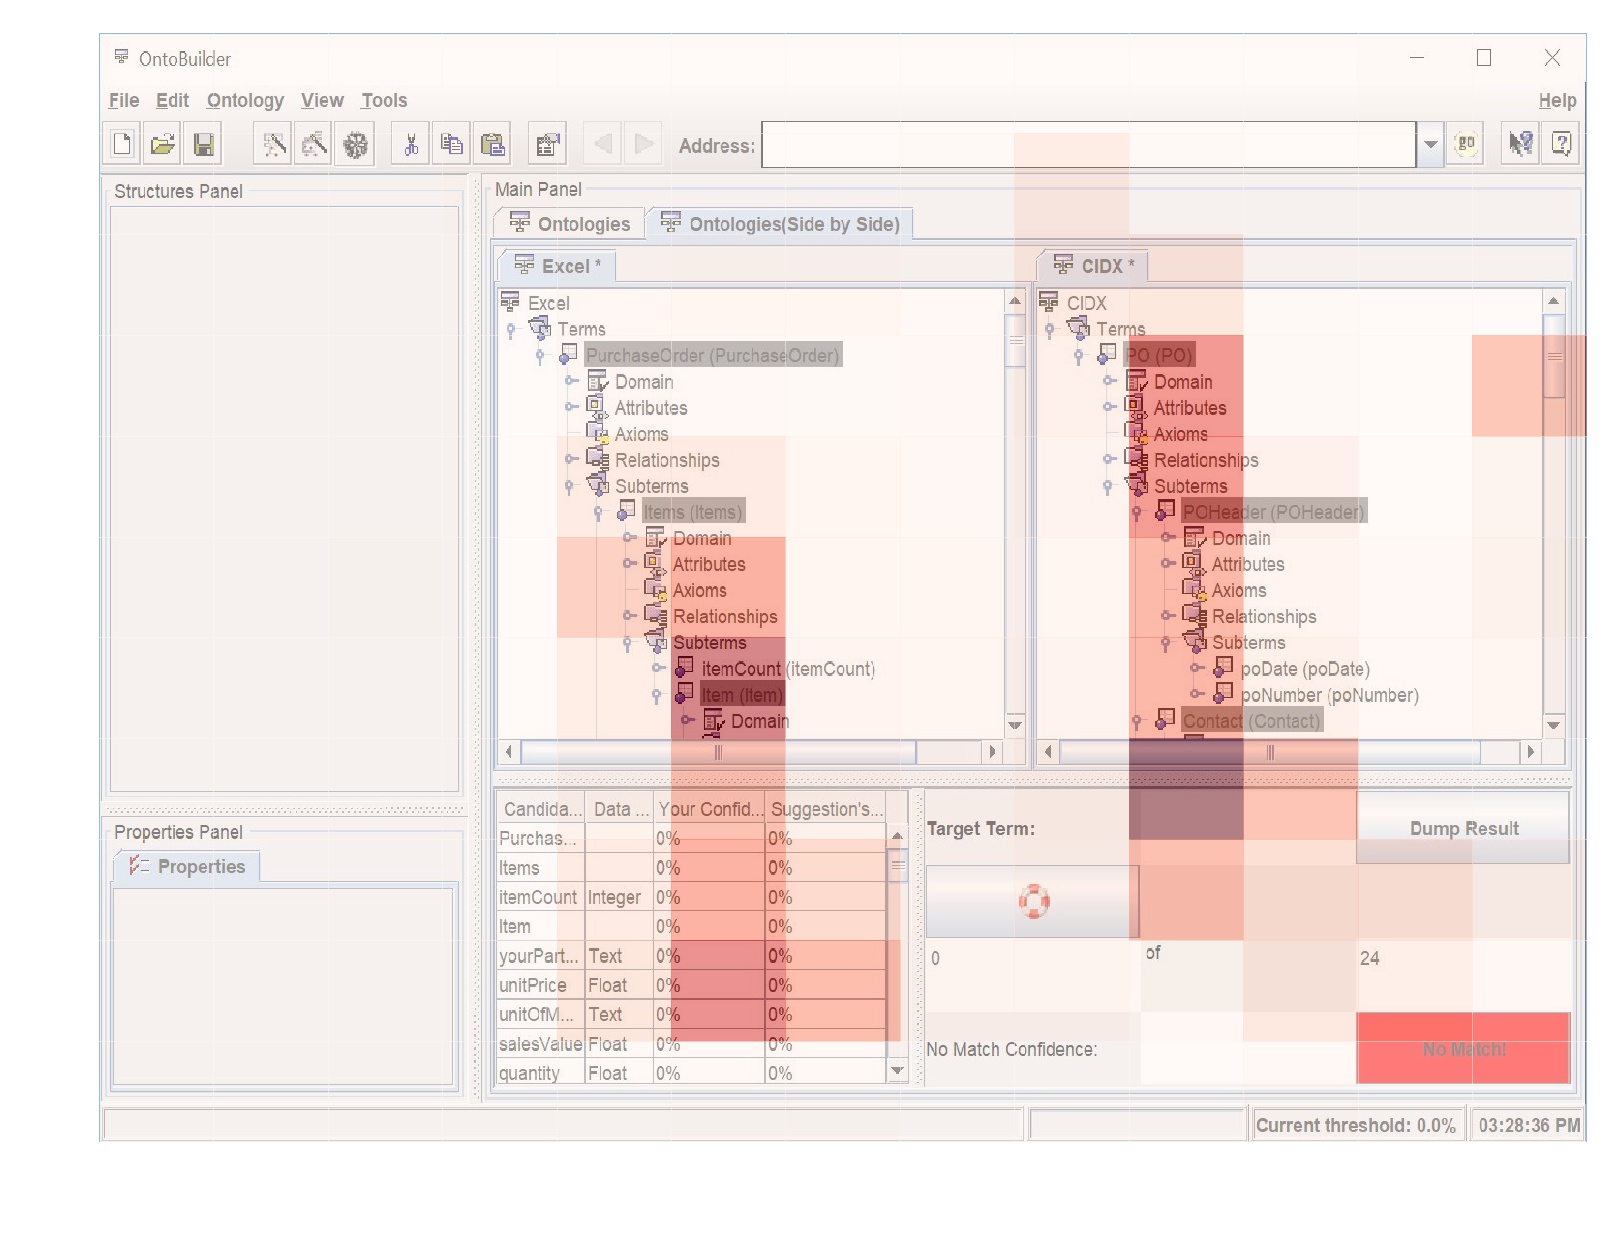 OntoBuilder
File Edit Ontology View Tools Help
Address: go
Structures Panel
Main Panel
Ontologies Ontologies(Side by Side)
Excel *
Excel
Terms
PurchaseOrder (PurchaseOrder)
Domain
Attributes
Axioms
Relationships
Subterms
Items (Items)
Domain
Attributes
Axioms
Relationships
Subterms
itemCount (itemCount)
Item (Item)
Domain
CIDX *
CIDX
Terms
PO (PO)
Domain
Attributes
Axioms
Relationships
Subterms
POHeader (POHeader)
Domain
Attributes
Axioms
Relationships
Subterms
poDate (poDate)
poNumber (poNumber)
Contact (Contact)
Properties Panel
Properties
Candida... Data ... Your Confid... Suggestion's...
Purchas... 0% 0%
Items 0% 0%
itemCount Integer 0% 0%
Item 0% 0%
yourPart... Text 0% 0%
unitPrice Float 0% 0%
unitOfM... Text 0% 0%
salesValue Float 0% 0%
quantity Float 0% 0%
Target Term: Dump Result
0 of 24
No Match Confidence: No Match!
Current threshold: 0.0% 03:28:36 PM